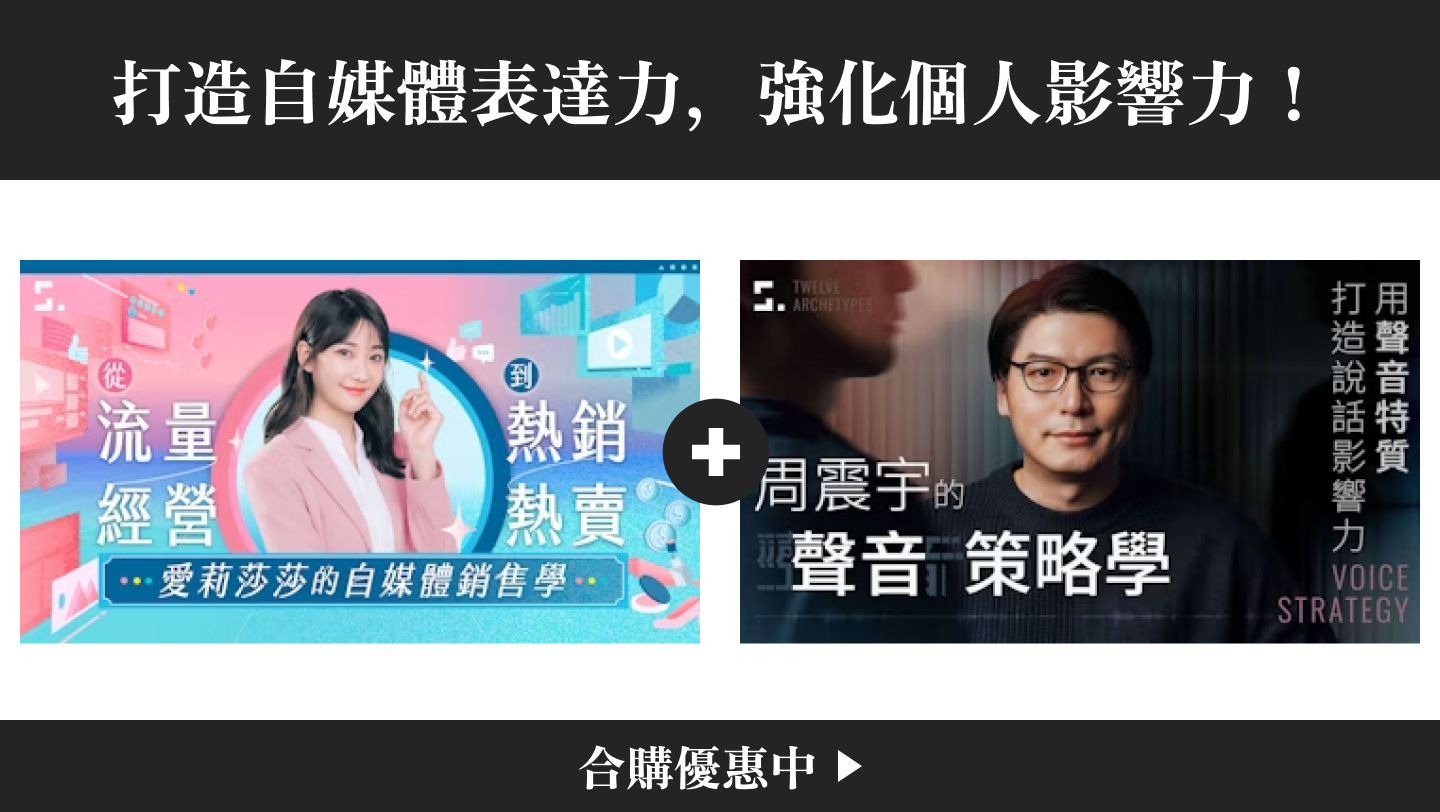 打造自媒體表達力，強化個人影響力！
從
流量
經營
到
熱銷
熱賣
愛莉莎莎的自媒體銷售學
TWELVE
ARCHETYPES
周震宇的
聲音 策略學
用聲音特質
打造說話影響力
VOICE
STRATEGY
合購優惠中